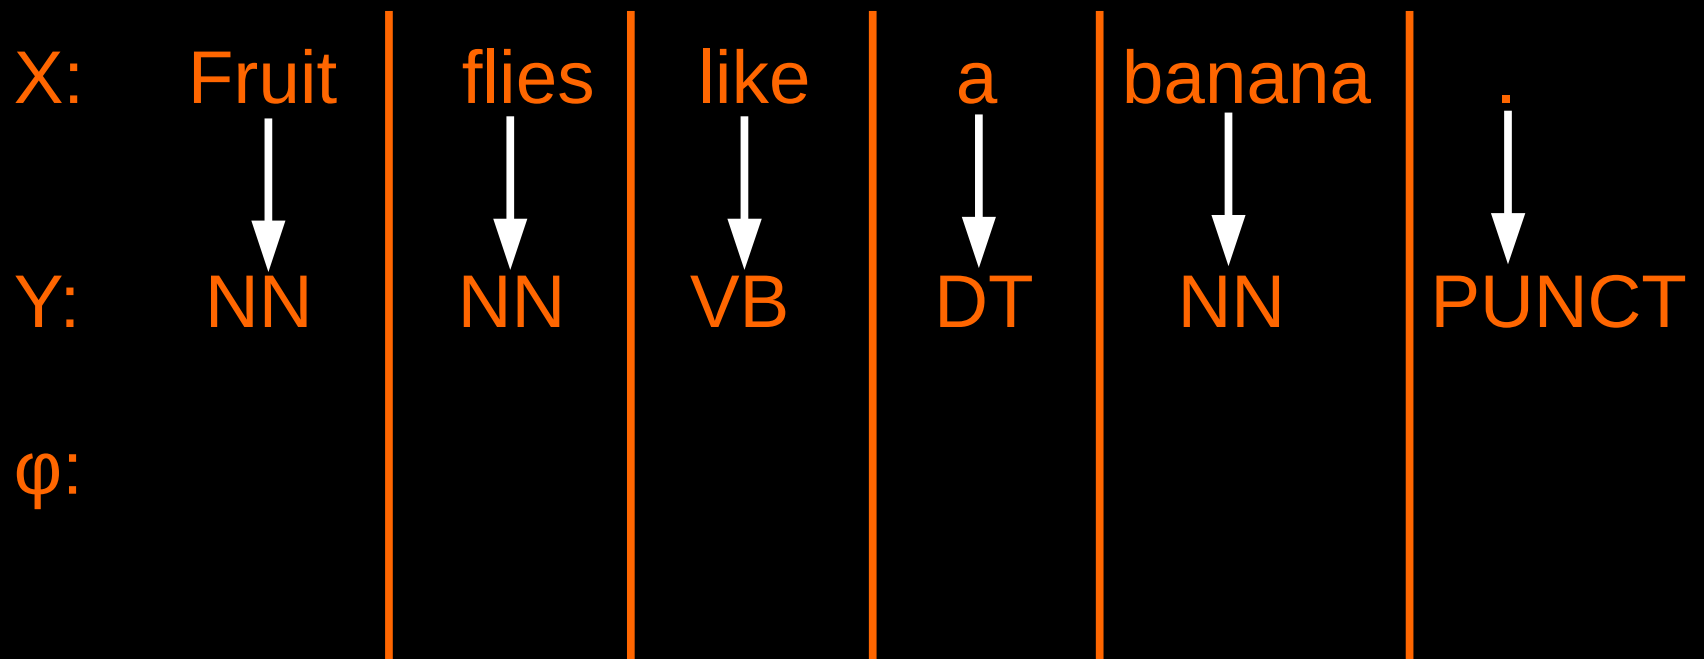 X: Fruit flies like a banana .
Y: NN NN VB DT NN PUNCT
φ: